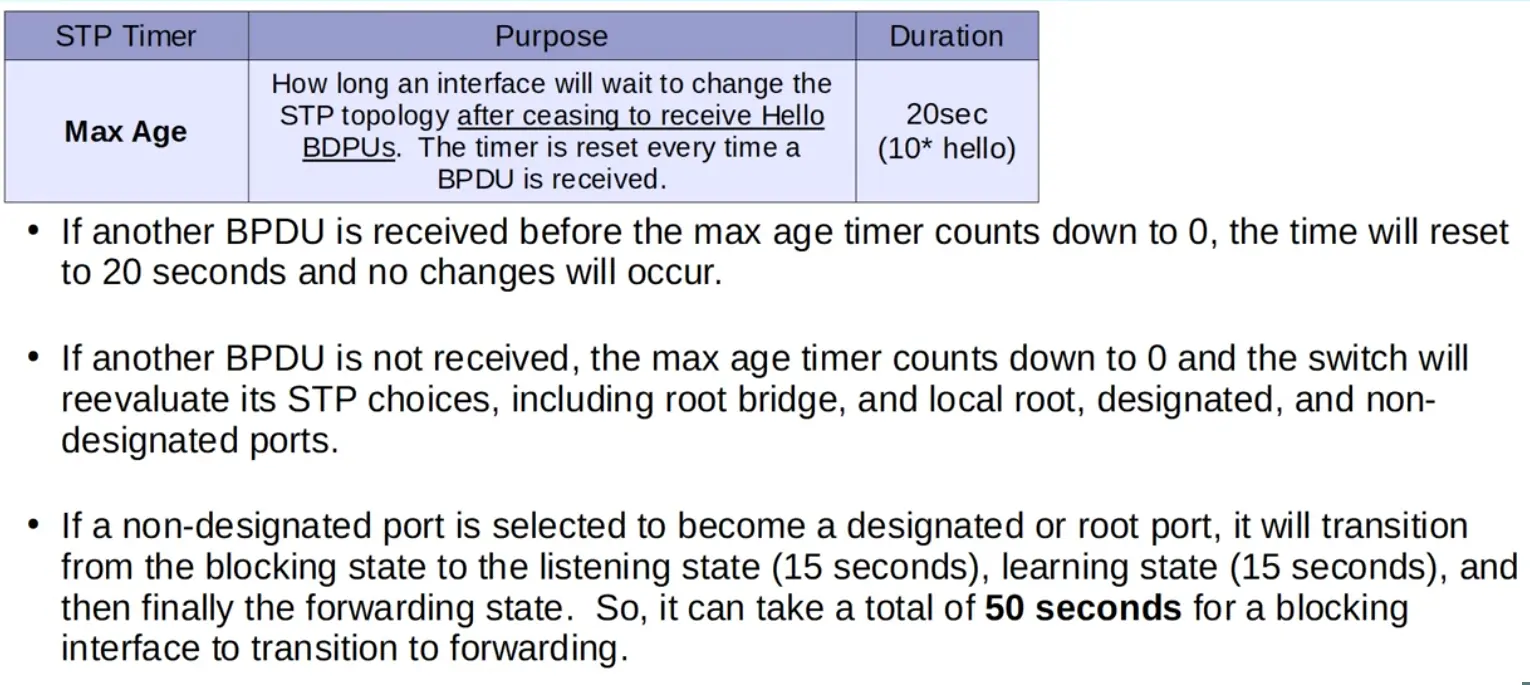 STP Timer Purpose Duration
Max Age
How long an interface will wait to change the
STP topology after ceasing to receive Hello
BDPUs. The timer is reset every time a
BPDU is received.
20sec
(10* hello)
• If another BPDU is received before the max age timer counts down to 0, the time will reset
to 20 seconds and no changes will occur.
• If another BPDU is not received, the max age timer counts down to 0 and the switch will
reevaluate its STP choices, including root bridge, and local root, designated, and non-
designated ports.
• If a non-designated port is selected to become a designated or root port, it will transition
from the blocking state to the listening state (15 seconds), learning state (15 seconds), and
then finally the forwarding state. So, it can take a total of 50 seconds for a blocking
interface to transition to forwarding.